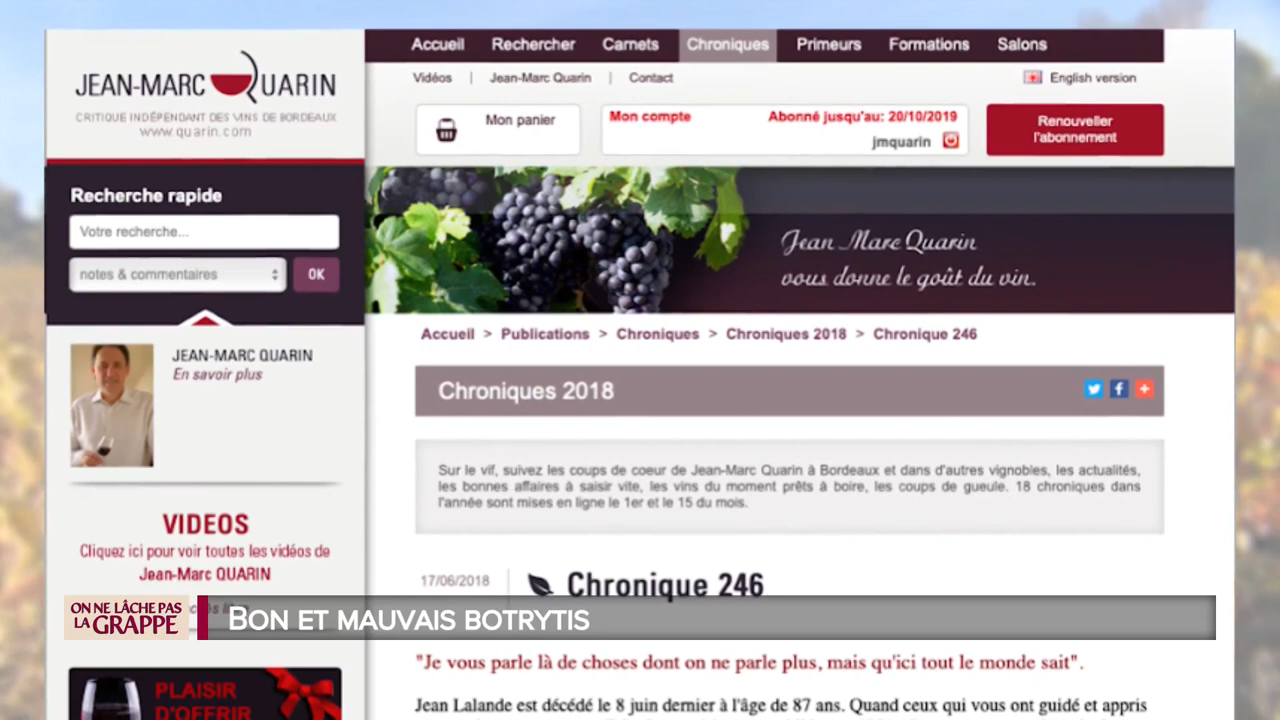 JEAN-MARC QUARIN
CRITIQUE INDÉPENDANT DES VINS DE BORDEAUX
www.quarin.com
Accueil Rechercher Carnets Chroniques Primeurs Formations Salons
Vidéos | Jean-Marc Quarin | Contact
English version
Mon panier
Mon compte
Abonné jusqu'au: 20/10/2019
jmquarin
Renouveller
l'abonnement
Recherche rapide
Votre recherche...
notes & commentaires
OK
Jean Marc Quarin
vous donne le goût du vin.
JEAN-MARC QUARIN
En savoir plus
VIDEOS
Cliquez ici pour voir toutes les vidéos de
Jean-Marc QUARIN
PLAISIR
D'OFFRIR
Accueil > Publications > Chroniques > Chroniques 2018 > Chronique 246
Chroniques 2018
Sur le vif, suivez les coups de coeur de Jean-Marc Quarin à Bordeaux et dans d'autres vignobles, les actualités,
les bonnes affaires à saisir vite, les vins du moment prêts à boire, les coups de gueule. 18 chroniques dans
l'année sont mises en ligne le 1er et le 15 du mois.
17/06/2018
Chronique 246
ON NE LÂCHE PAS
LA GRAPPE
BON ET MAUVAIS BOTRYTIS
"Je vous parle là de choses dont on ne parle plus, mais qu'ici tout le monde sait".
Jean Lalande est décédé le 8 juin dernier à l'âge de 87 ans. Quand ceux qui vous ont guidé et appris